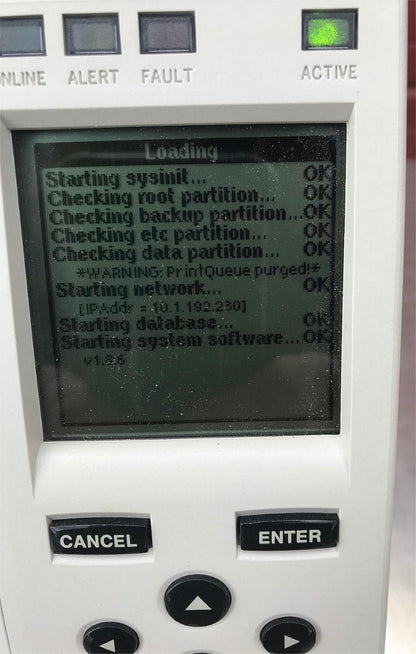 ONLINE ALERT FAULT ACTIVE
Loading
Starting sysinit... OK
Checking root partition... OK
Checking backup partition... OK
Checking etc partition... OK
Checking data partition... OK
*WARNING: PrintQueue purged!*
Starting network... OK
[IPAddr = 10.1.192.230]
Starting database... OK
Starting system software... OK
v1.8.6
CANCEL ENTER